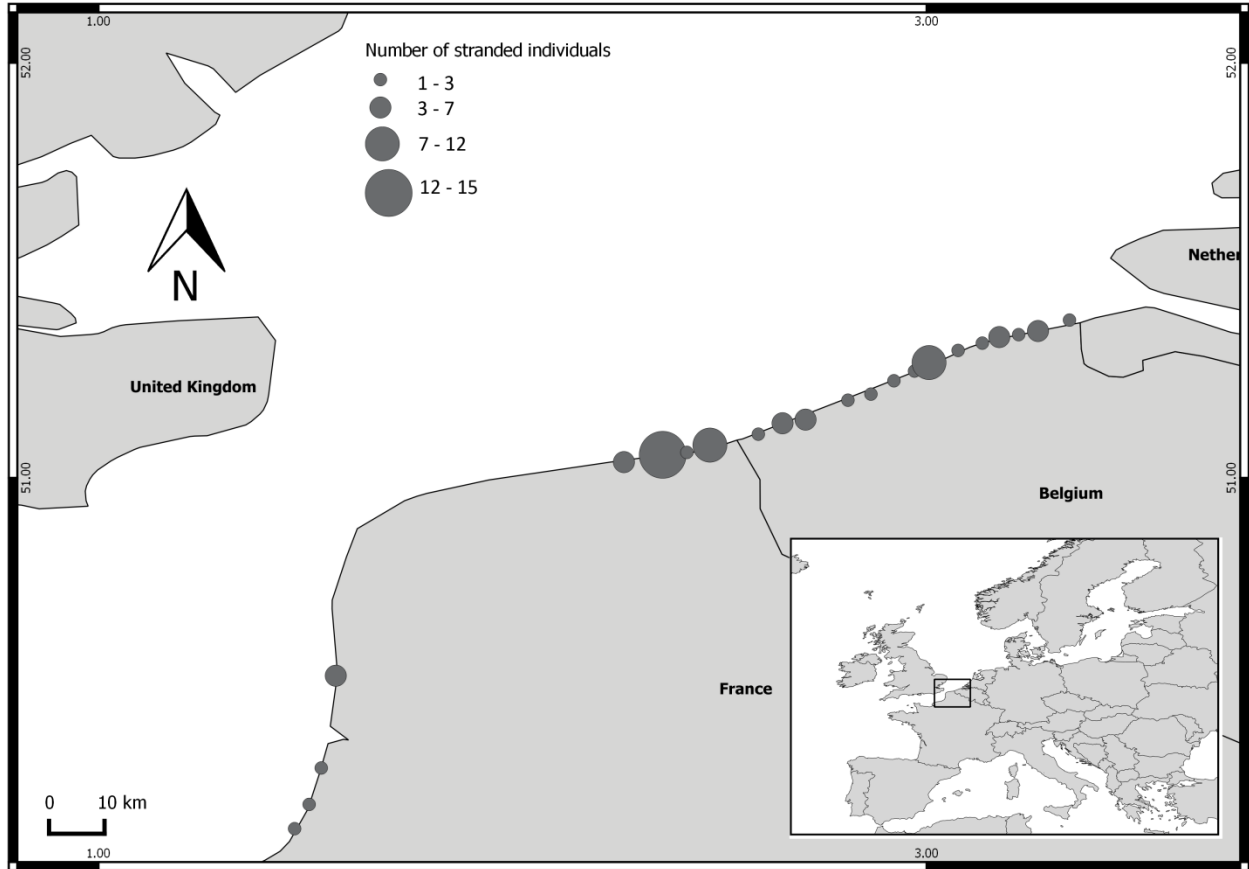 1.00
3.00
52.00
52.00
Number of stranded individuals
1 - 3
3 - 7
7 - 12
12 - 15
N
Nether
United Kingdom
51.00
51.00
Belgium
France
0 10 km
1.00
3.00